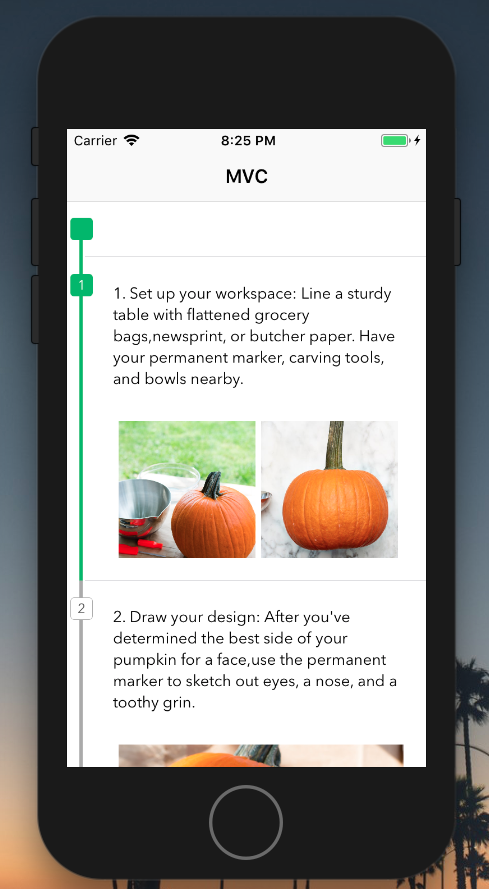 Carrier 8:25 PM
MVC
1
1. Set up your workspace: Line a sturdy
table with flattened grocery
bags,newsprint, or butcher paper. Have
your permanent marker, carving tools,
and bowls nearby.
2
2. Draw your design: After you've
determined the best side of your
pumpkin for a face,use the permanent
marker to sketch out eyes, a nose, and a
toothy grin.